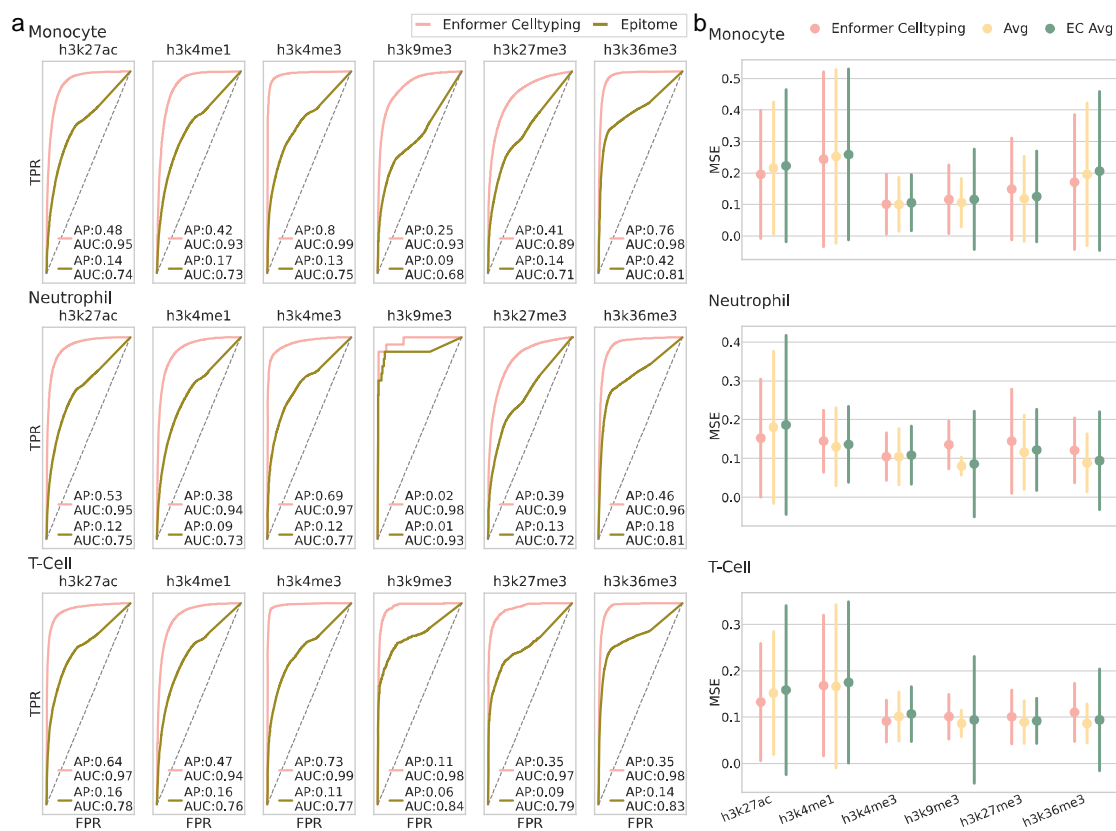 a
Enformer Celltyping
Epitome
Monocyte
h3k27ac h3k4me1 h3k4me3 h3k9me3 h3k27me3 h3k36me3
TPR
AP:0.48
AUC:0.95
AP:0.14
AUC:0.74
AP:0.42
AUC:0.93
AP:0.17
AUC:0.73
AP:0.8
AUC:0.99
AP:0.13
AUC:0.75
AP:0.25
AUC:0.93
AP:0.09
AUC:0.68
AP:0.41
AUC:0.89
AP:0.14
AUC:0.71
AP:0.76
AUC:0.98
AP:0.42
AUC:0.81
Neutrophil
h3k27ac h3k4me1 h3k4me3 h3k9me3 h3k27me3 h3k36me3
TPR
AP:0.53
AUC:0.95
AP:0.12
AUC:0.75
AP:0.38
AUC:0.94
AP:0.09
AUC:0.73
AP:0.69
AUC:0.97
AP:0.12
AUC:0.77
AP:0.02
AUC:0.98
AP:0.01
AUC:0.93
AP:0.39
AUC:0.9
AP:0.13
AUC:0.72
AP:0.46
AUC:0.96
AP:0.18
AUC:0.81
T-Cell
h3k27ac h3k4me1 h3k4me3 h3k9me3 h3k27me3 h3k36me3
TPR
AP:0.64
AUC:0.97
AP:0.16
AUC:0.78
AP:0.47
AUC:0.94
AP:0.16
AUC:0.76
AP:0.73
AUC:0.99
AP:0.11
AUC:0.77
AP:0.11
AUC:0.98
AP:0.06
AUC:0.84
AP:0.35
AUC:0.97
AP:0.09
AUC:0.79
AP:0.35
AUC:0.98
AP:0.14
AUC:0.83
FPR FPR FPR FPR FPR FPR
b
Enformer Celltyping
Avg
EC Avg
Monocyte
MSE
0.5
0.4
0.3
0.2
0.1
0.0
Neutrophil
MSE
0.4
0.3
0.2
0.1
0.0
T-Cell
MSE
0.3
0.2
0.1
0.0
h3k27ac h3k4me1 h3k4me3 h3k9me3 h3k27me3 h3k36me3